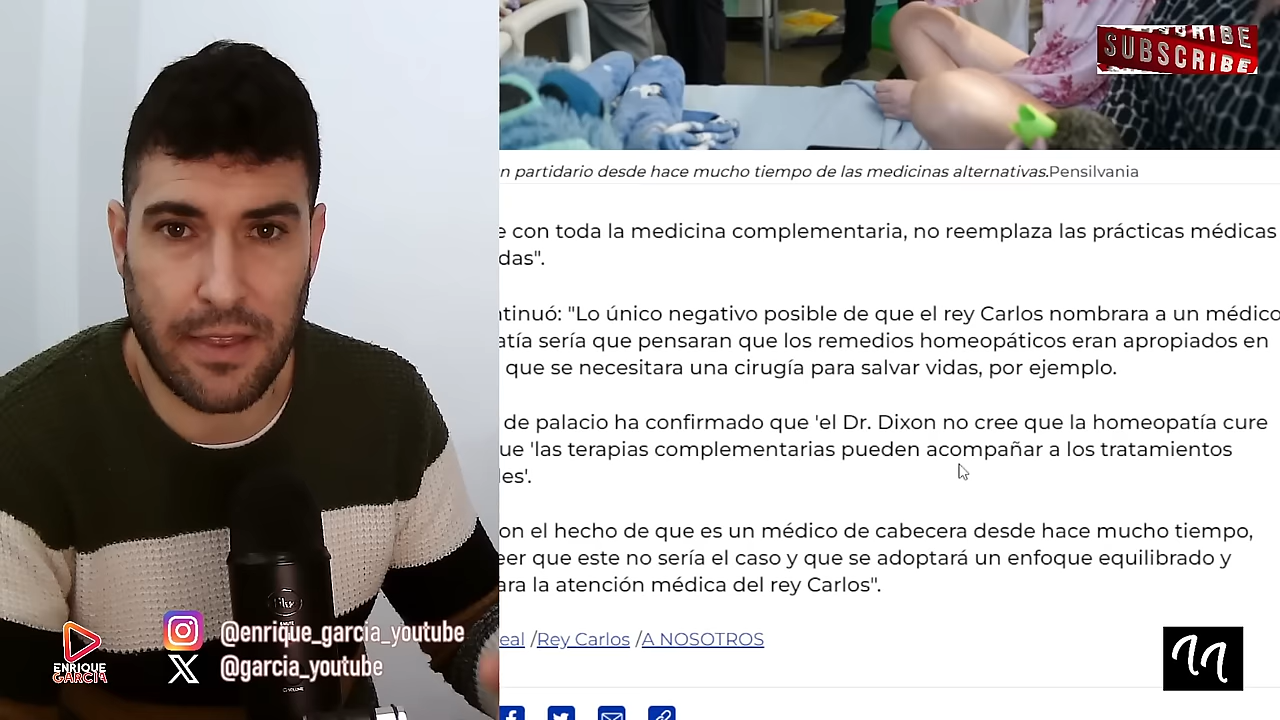 SUBSCRIBE
SUBSCRIBE
n partidario desde hace mucho tiempo de las medicinas alternativas.Pensilvania
e con toda la medicina complementaria, no reemplaza las prácticas médicas
das".
ntinuó: "Lo único negativo posible de que el rey Carlos nombrara a un médico
atía sería que pensaran que los remedios homeopáticos eran apropiados en
que se necesitara una cirugía para salvar vidas, por ejemplo.
de palacio ha confirmado que 'el Dr. Dixon no cree que la homeopatía cure
ue 'las terapias complementarias pueden acompañar a los tratamientos
les'.
on el hecho de que es un médico de cabecera desde hace mucho tiempo,
eer que este no sería el caso y que se adoptará un enfoque equilibrado y
ara la atención médica del rey Carlos".
eal /Rey Carlos /A NOSOTROS
@enrique_garcia_youtube
@garcia_youtube
ENRIQUE
GARCIA
blue